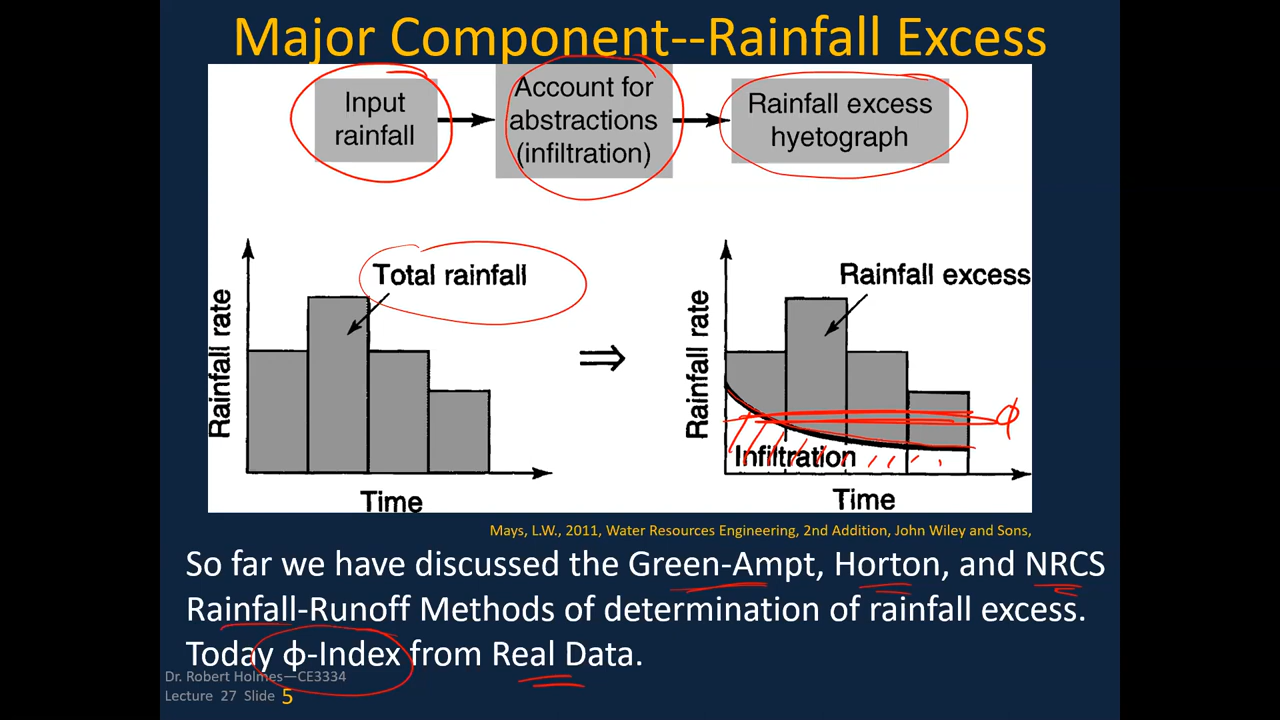 Major Component--Rainfall Excess
Input
rainfall
Account for
abstractions
(infiltration)
Rainfall excess
hyetograph
Total rainfall
Rainfall rate
Time
Rainfall excess
Rainfall rate
ϕ
Infiltration
Time
Mays, L.W., 2011, Water Resources Engineering, 2nd Addition, John Wiley and Sons,
So far we have discussed the Green-Ampt, Horton, and NRCS
Rainfall-Runoff Methods of determination of rainfall excess.
Today ϕ-Index from Real Data.
Dr. Robert Holmes—CE3334
Lecture 27 Slide 5